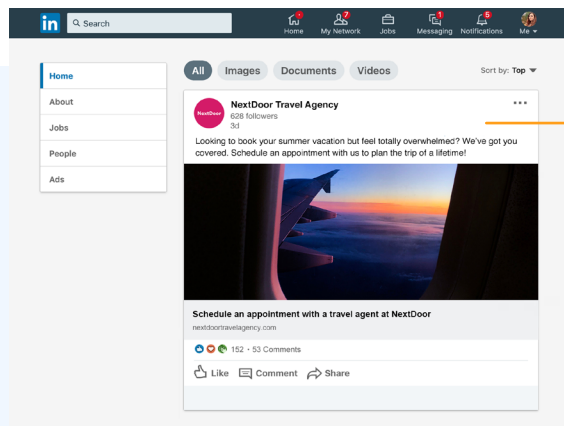 in
Search
Home
7
My Network
Jobs
1
Messaging
5
Notifications
Me
Home
About
Jobs
People
Ads
All Images Documents Videos
Sort by: Top
NextDoor
NextDoor Travel Agency
628 followers
3d
Looking to book your summer vacation but feel totally overwhelmed? We've got you
covered. Schedule an appointment with us to plan the trip of a lifetime!
Schedule an appointment with a travel agent at NextDoor
nextdoortravelagency.com
152 • 53 Comments
Like Comment Share